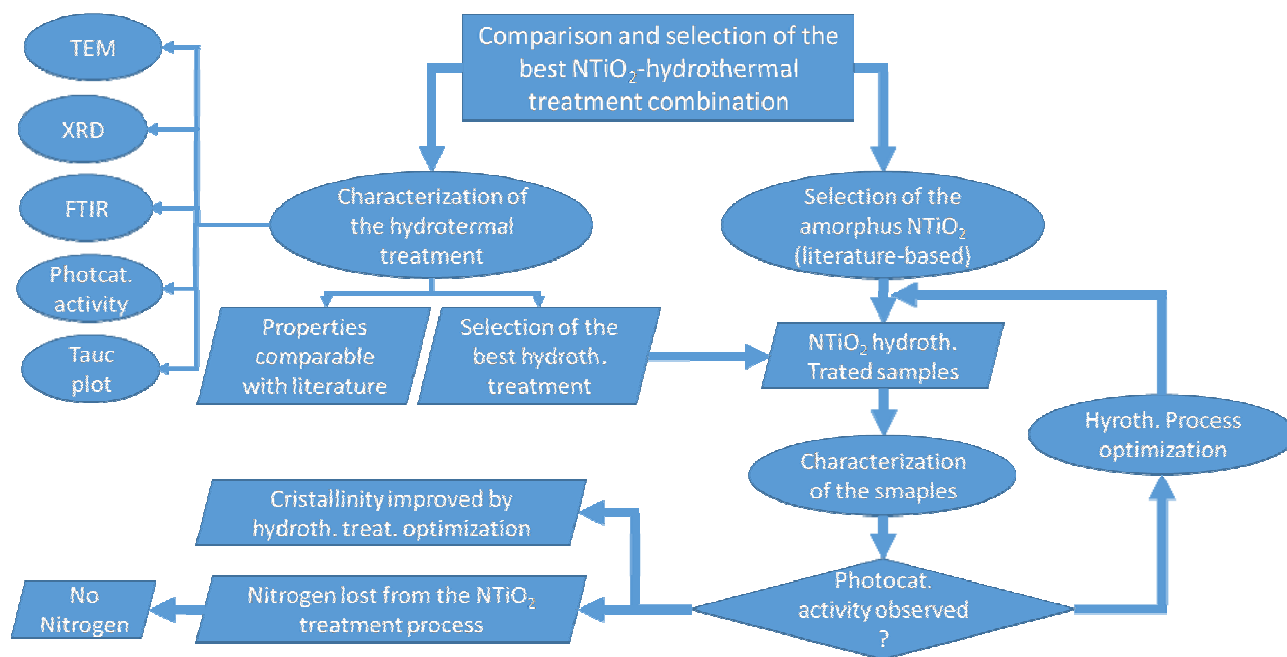 Comparison and selection of the
best NTiO₂-hydrothermal
treatment combination
TEM
XRD
FTIR
Photcat.
activity
Tauc
plot
Characterization of
the hydrotermal
treatment
Selection of the
amorphus NTiO₂
(literature-based)
Properties
comparable
with literature
Selection of the
best hydroth.
treatment
NTiO₂ hydroth.
Trated samples
Hyroth. Process
optimization
Characterization
of the smaples
Cristallinity improved by
hydroth. treat. optimization
Photocat.
activity observed
?
Nitrogen lost from the NTiO₂
treatment process
No
Nitrogen